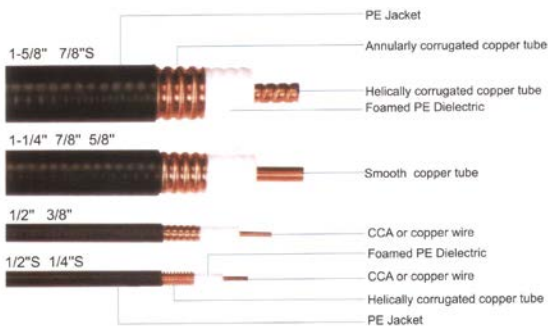 PE Jacket
1-5/8" 7/8"S
Annularly corrugated copper tube
Helically corrugated copper tube
Foamed PE Dielectric
1-1/4" 7/8" 5/8"
Smooth copper tube
1/2" 3/8"
CCA or copper wire
Foamed PE Dielectric
1/2"S 1/4"S
CCA or copper wire
Helically corrugated copper tube
PE Jacket